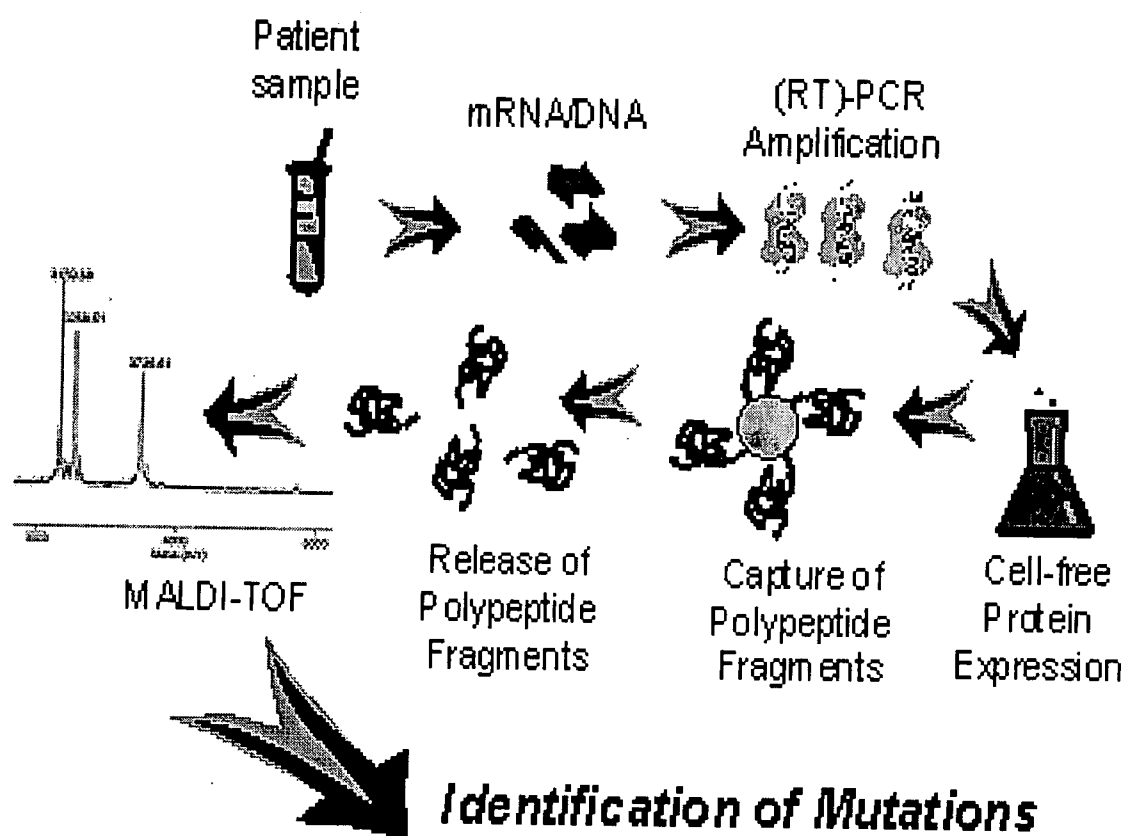 Patient
sample
mRNA/DNA
(RT)-PCR
Amplification
Cell-free
Protein
Expression
Capture of
Polypeptide
Fragments
Release of
Polypeptide
Fragments
MALDI-TOF
Identification of Mutations